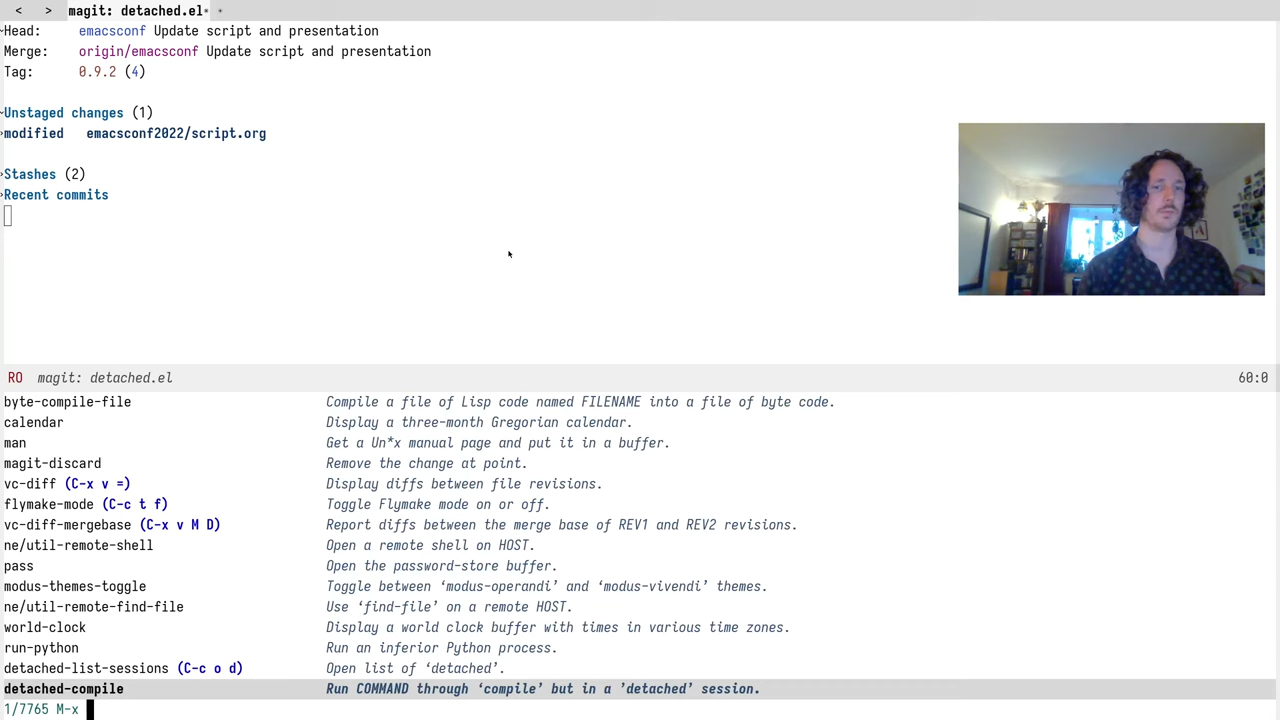 < > magit: detached.el* *
Head: emacsconf Update script and presentation
Merge: origin/emacsconf Update script and presentation
Tag: 0.9.2 (4)
Unstaged changes (1)
modified emacsconf2022/script.org
Stashes (2)
Recent commits
RO magit: detached.el 60:0
byte-compile-file Compile a file of Lisp code named FILENAME into a file of byte code.
calendar Display a three-month Gregorian calendar.
man Get a Un*x manual page and put it in a buffer.
magit-discard Remove the change at point.
vc-diff (C-x v =) Display diffs between file revisions.
flymake-mode (C-c t f) Toggle Flymake mode on or off.
vc-diff-mergebase (C-x v M D) Report diffs between the merge base of REV1 and REV2 revisions.
ne/util-remote-shell Open a remote shell on HOST.
pass Open the password-store buffer.
modus-themes-toggle Toggle between ‘modus-operandi’ and ‘modus-vivendi’ themes.
ne/util-remote-find-file Use ‘find-file’ on a remote HOST.
world-clock Display a world clock buffer with times in various time zones.
run-python Run an inferior Python process.
detached-list-sessions (C-c o d) Open list of ‘detached’.
detached-compile Run COMMAND through ‘compile’ but in a ’detached’ session.
1/7765 M-x